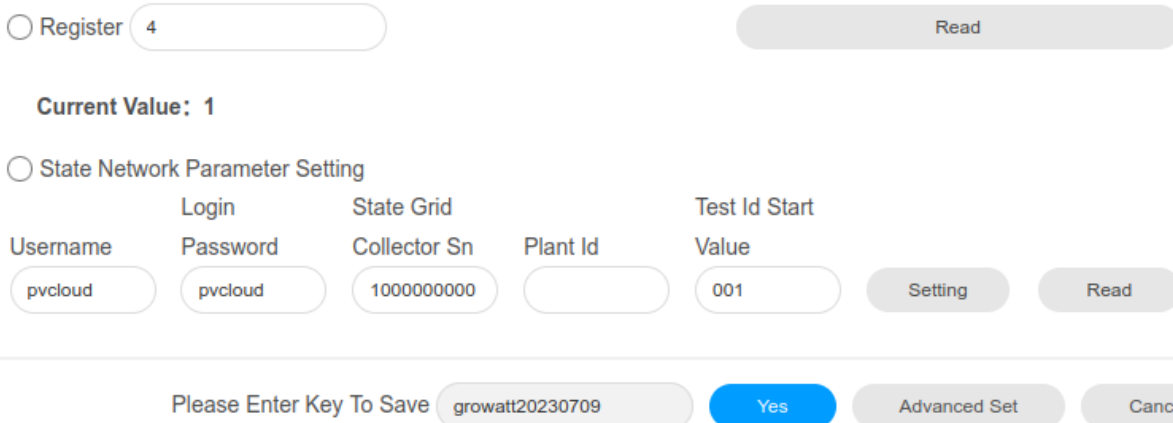 Register 4 Read
Current Value: 1
State Network Parameter Setting
Login State Grid Test Id Start
Username Password Collector Sn Plant Id Value
pvcloud pvcloud 1000000000 001 Setting Read
Please Enter Key To Save growatt20230709 Yes Advanced Set Canc